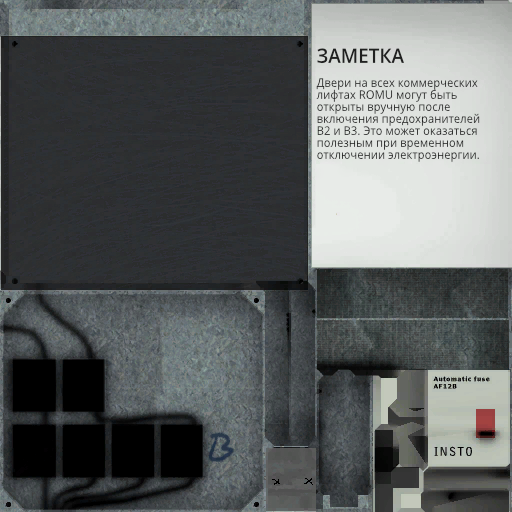 ЗАМЕТКА
Двери на всех коммерческих
лифтах ROMU могут быть
открыты вручную после
включения предохранителей
B2 и B3. Это может оказаться
полезным при временном
отключении электроэнергии.
Automatic fuse
AF12B
INSTO
B